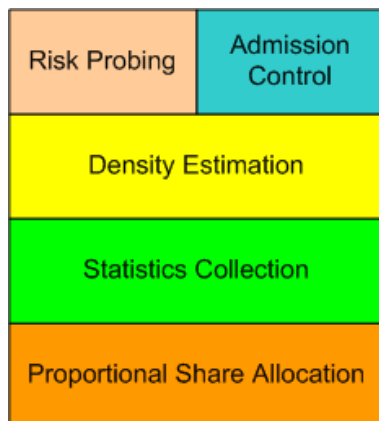 Risk Probing
Admission
Control
Density Estimation
Statistics Collection
Proportional Share Allocation